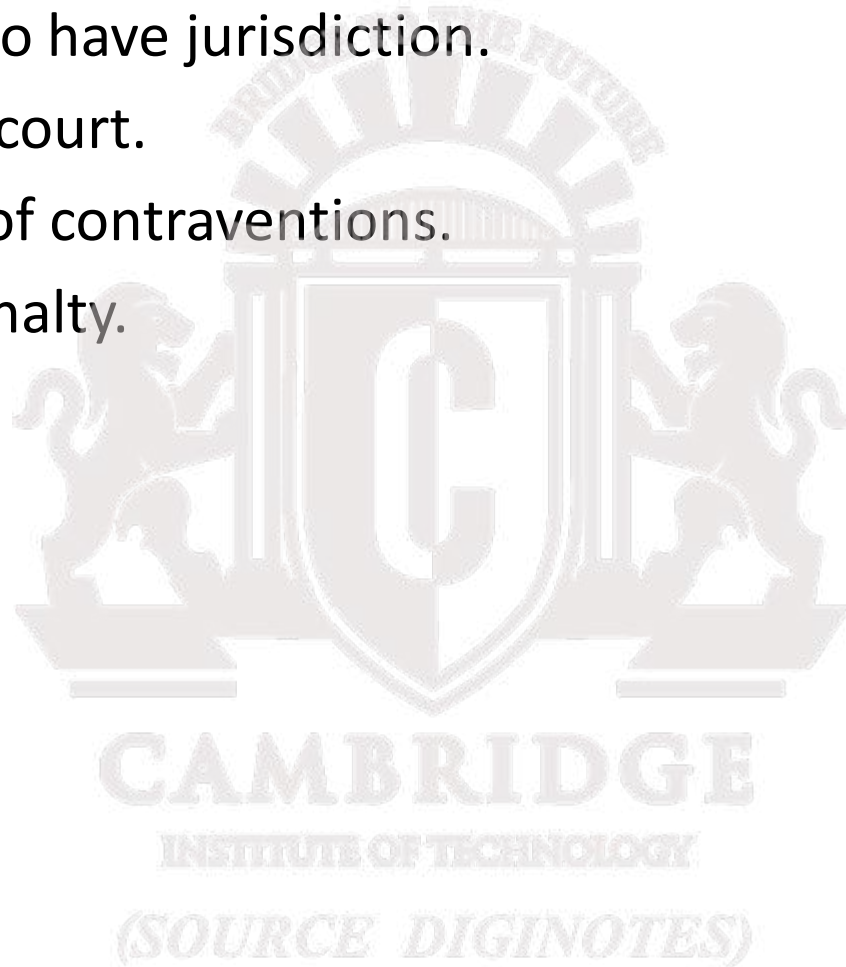 o have jurisdiction.
court.
of contraventions.
nalty.
BRIDGING THE FUTURE
C
CAMBRIDGE
INSTITUTE OF TECHNOLOGY
(SOURCE DIGINOTES)